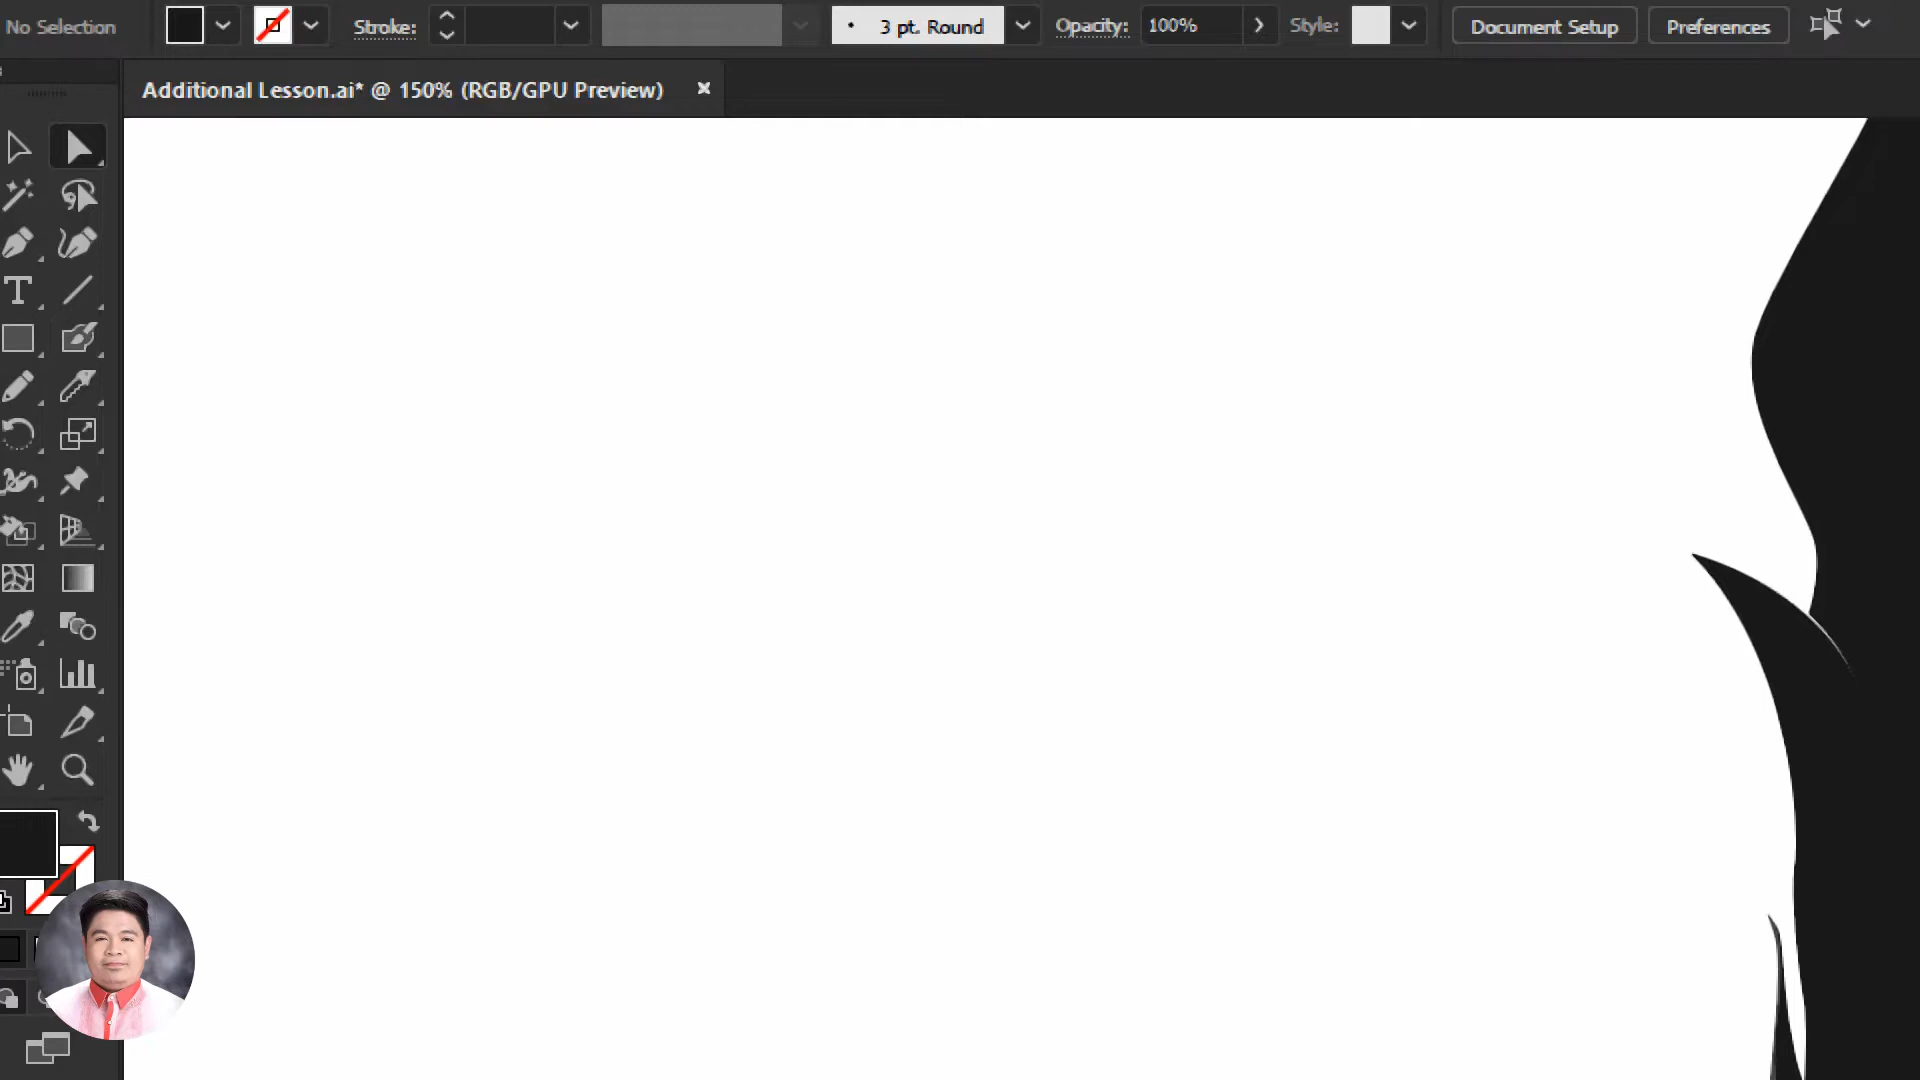 No Selection Stroke: 3 pt. Round Opacity: 100% Style: Document Setup Preferences
Additional Lesson.ai* @ 150% (RGB/GPU Preview)